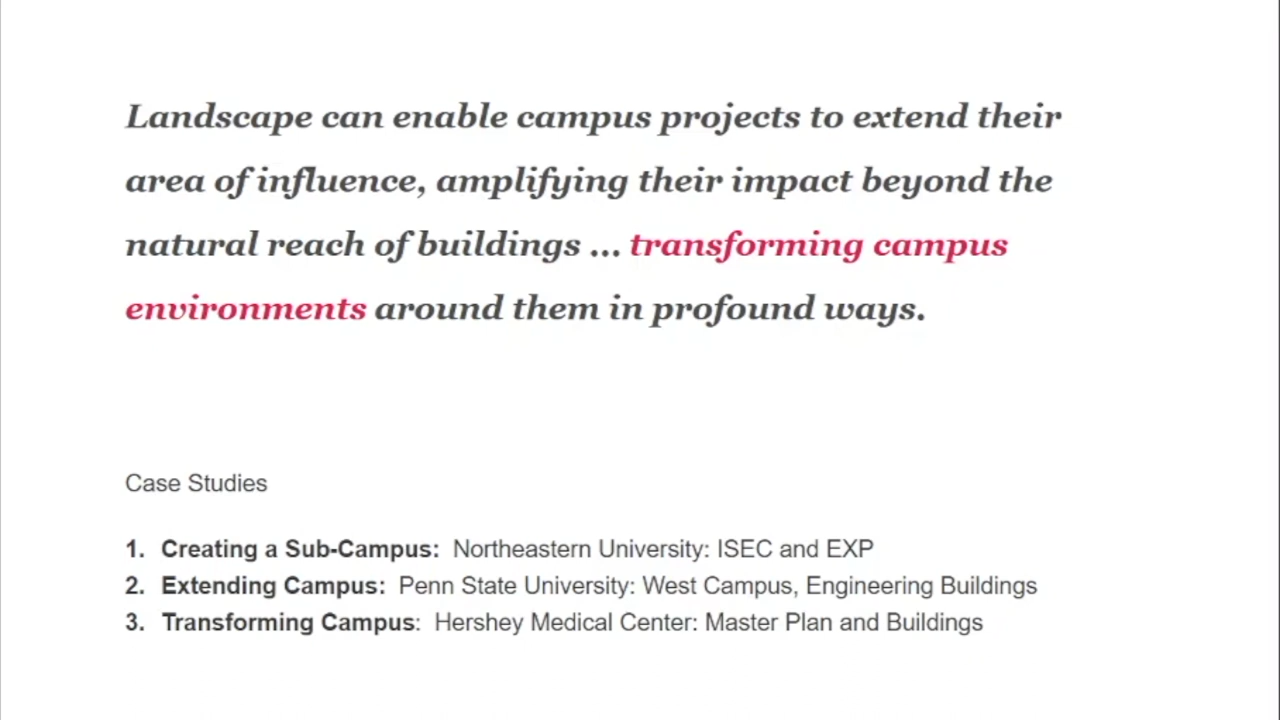 Landscape can enable campus projects to extend their
area of influence, amplifying their impact beyond the
natural reach of buildings ... transforming campus
environments around them in profound ways.
Case Studies
1. Creating a Sub-Campus: Northeastern University: ISEC and EXP
2. Extending Campus: Penn State University: West Campus, Engineering Buildings
3. Transforming Campus: Hershey Medical Center: Master Plan and Buildings